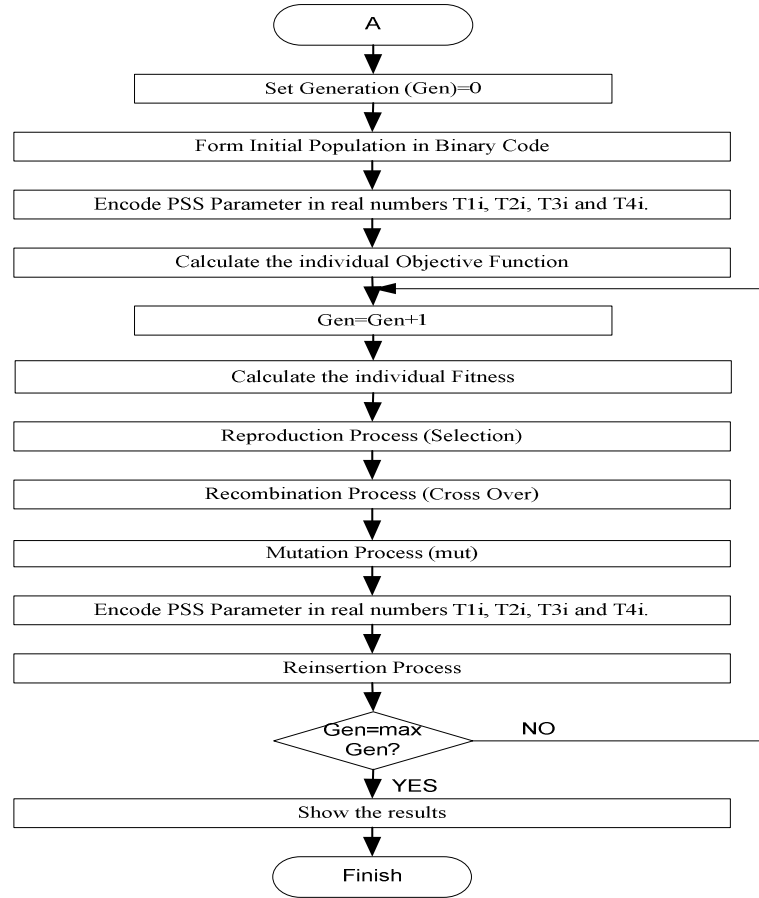 A
Set Generation (Gen)=0
Form Initial Population in Binary Code
Encode PSS Parameter in real numbers T1i, T2i, T3i and T4i.
Calculate the individual Objective Function
Gen=Gen+1
Calculate the individual Fitness
Reproduction Process (Selection)
Recombination Process (Cross Over)
Mutation Process (mut)
Encode PSS Parameter in real numbers T1i, T2i, T3i and T4i.
Reinsertion Process
Gen=max
Gen?
NO
YES
Show the results
Finish